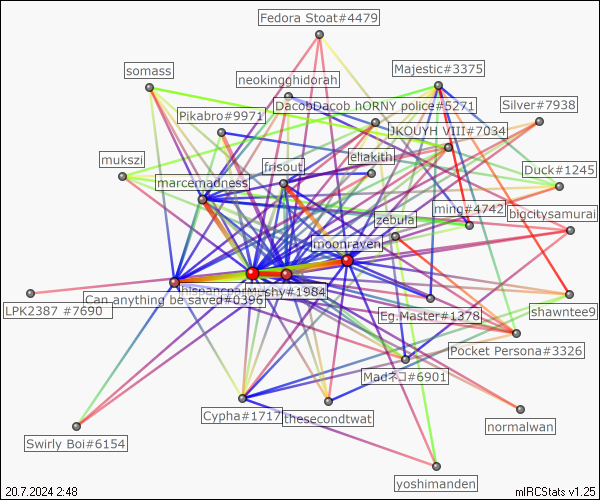 Fedora Stoat#4479
somass
neokingghidorah
Majestic#3375
DacobDacob hORNY police#5271
Silver#7938
Pikabro#9971
JKOUYH VIII#7034
mukszi
frisout
eliakith
Duck#1245
marcemadness
zebula
ming#4742
bigcitysamurai
moonraven
hispancpa
Mushy#1984
Can anything be saved#0396
LPK2387 #7690
Eg.Master#1378
shawntee9
Pocket Persona#3326
Madネコ#6901
Cypha#1717
thesecondtwat
normalwan
Swirly Boi#6154
yoshimanden
20.7.2024 2:48
mIRCStats v1.25